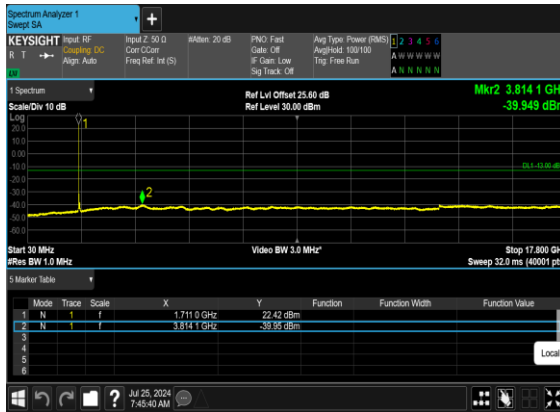 Spectrum Analyzer 1
Swept SA
+
KEYSIGHT Input: RF Input Z: 50 Ω #Atten: 20 dB PNO: Fast Avg Type: Power (RMS) 1 2 3 4 5 6
R T Coupling: DC Corr CCorr Gate: Off Avg|Hold: 100/100 A W W W W W
Align: Auto Freq Ref: Int (S) IF Gain: Low Trig: Free Run
Sig Track: Off A N N N N N
LXI
1 Spectrum Ref Lvl Offset 25.60 dB Mkr2 3.814 1 GH
Scale/Div 10 dB Ref Level 30.00 dBm -39.949 dBr
Log
20.0 1
10.0
0.00
-10.0 DL1 -13.00 dB
-20.0
-30.0 2
-40.0
-50.0
-60.0
Start 30 MHz Video BW 3.0 MHz* Stop 17.800 GH
#Res BW 1.0 MHz Sweep 32.0 ms (40001 pt
5 Marker Table
Mode Trace Scale X Y Function Function Width Function Value
1 N 1 f 1.711 0 GHz 22.42 dBm
2 N 1 f 3.814 1 GHz -39.95 dBm
3
4
5
6
Local
? Jul 25, 2024
7:45:40 AM